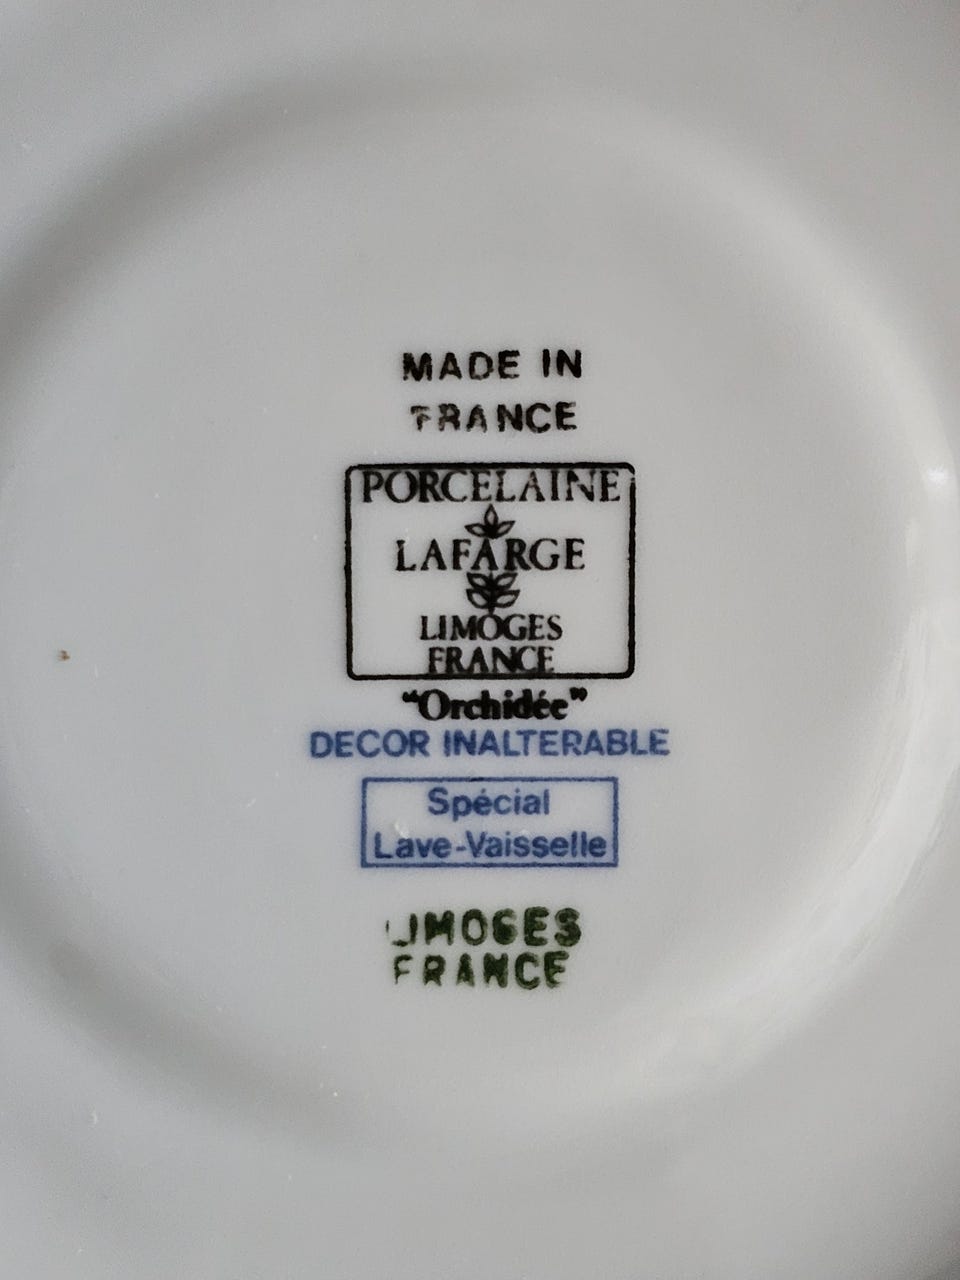 MADE IN
FRANCE
PORCELAINE
LAFARGE
LIMOGES
FRANCE
“Orchidée”
DECOR INALTERABLE
Spécial
Lave-Vaisselle
LIMOGES
FRANCE